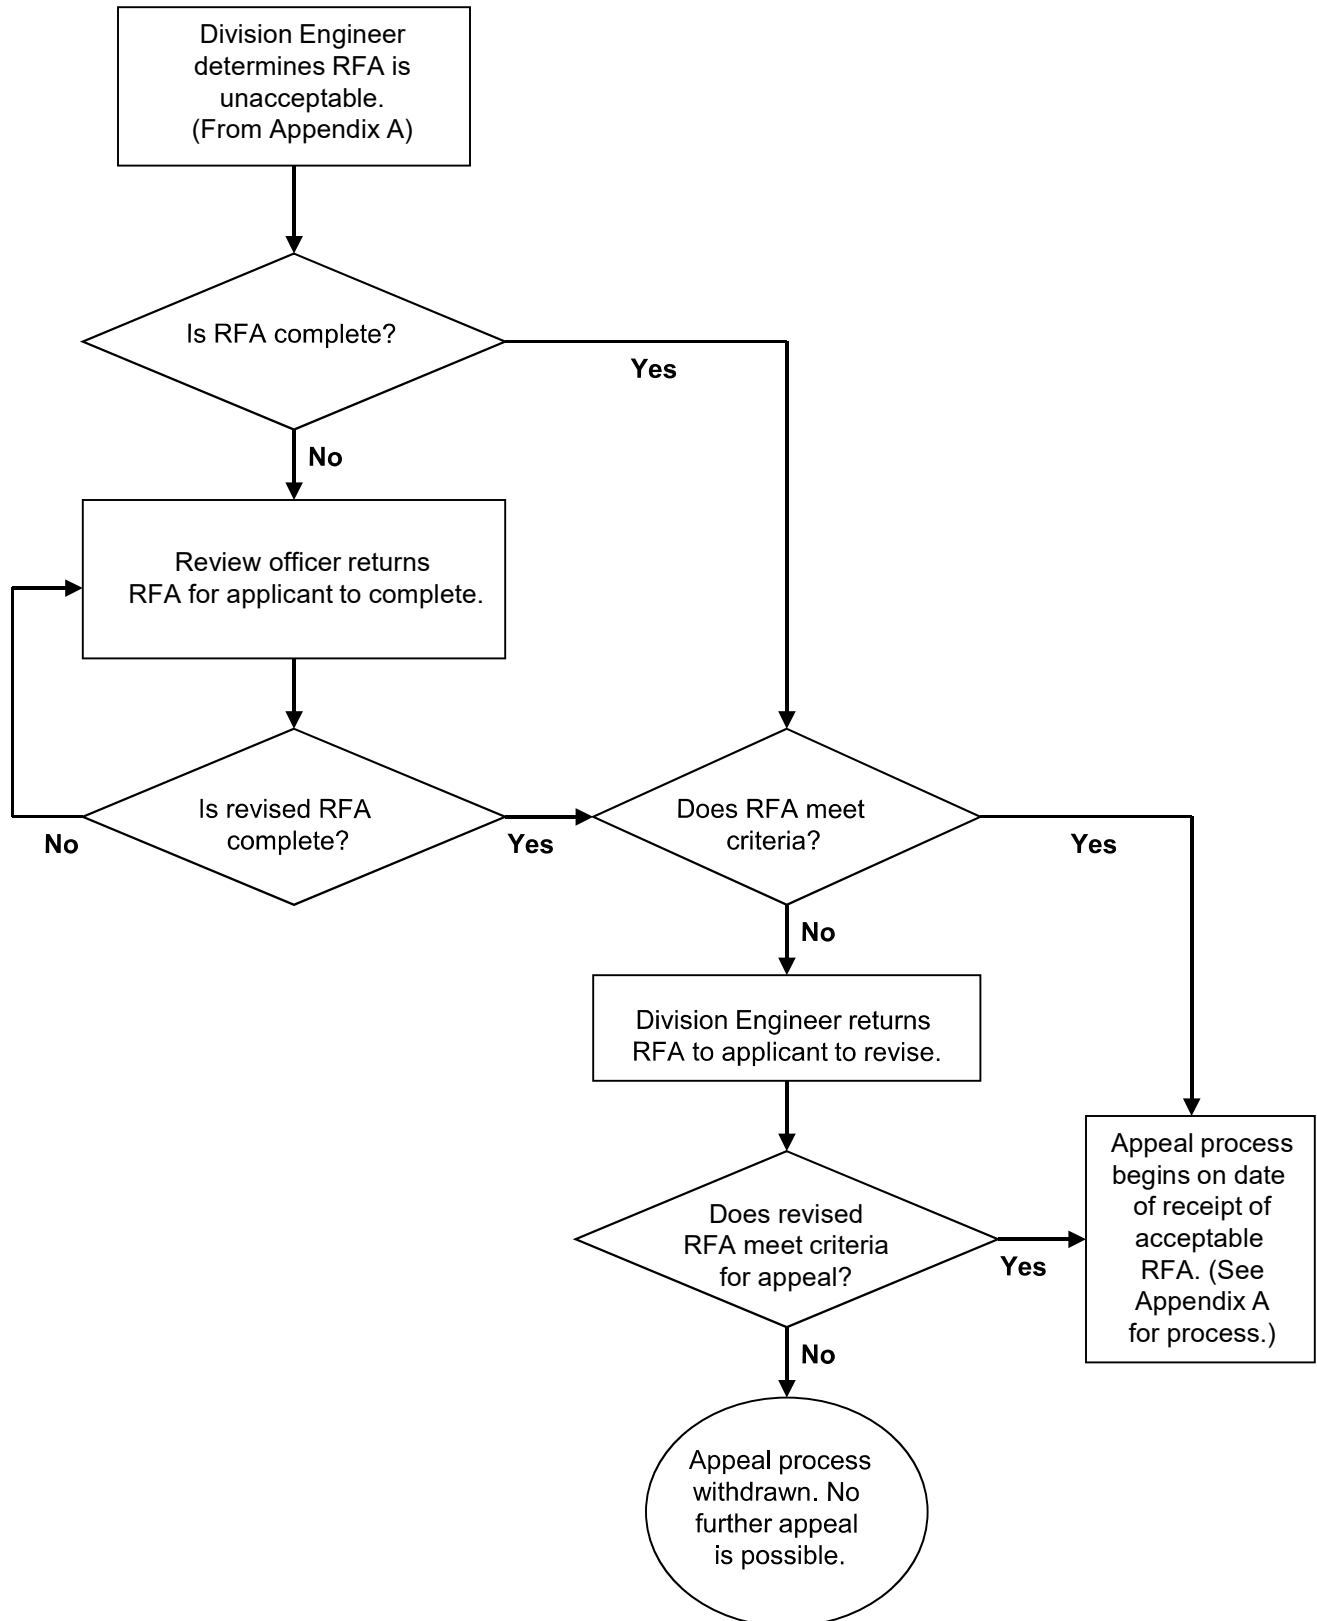 Division Engineer
determines RFA is
unacceptable.
(From Appendix A)
Is RFA complete?
Yes
No
Review officer returns
RFA for applicant to complete.
Is revised RFA
complete?
No
Yes
Does RFA meet
criteria?
Yes
No
Division Engineer returns
RFA to applicant to revise.
Does revised
RFA meet criteria
for appeal?
Yes
No
Appeal process
begins on date
of receipt of
acceptable
RFA. (See
Appendix A
for process.)
Appeal process
withdrawn. No
further appeal
is possible.